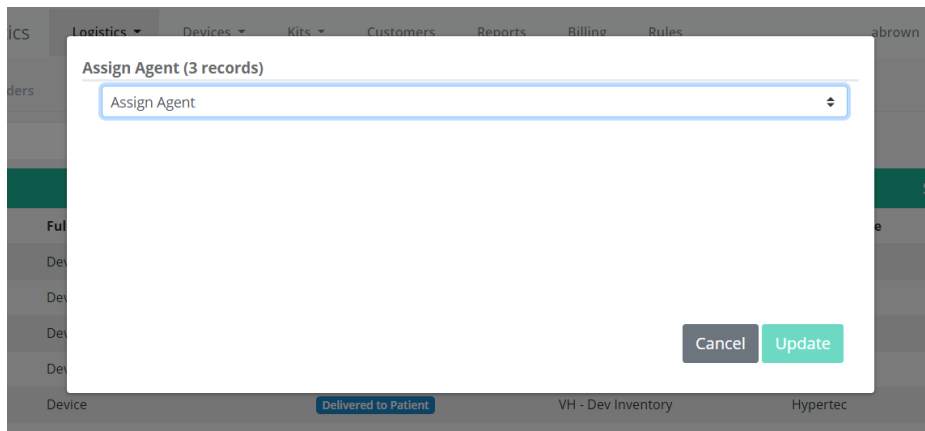 ics Logistics Devices Kits Customers Reports Billing Rules abrown
Assign Agent (3 records)
ders
Assign Agent
Ful
e
Dev
Dev
Dev
Cancel Update
Dev
Device Delivered to Patient VH - Dev Inventory Hypertec